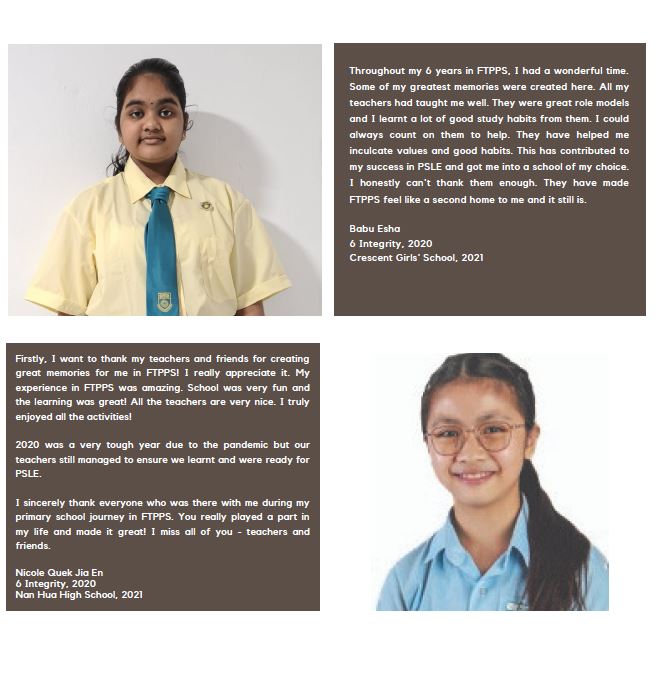 Throughout my 6 years in FTPPS, I had a wonderful time.
Some of my greatest memories were created here. All my
teachers had taught me well. They were great role models
and I learnt a lot of good study habits from them. I could
always count on them to help. They have helped me
inculcate values and good habits. This has contributed to
my success in PSLE and got me into a school of my choice.
I honestly can't thank them enough. They have made
FTPPS feel like a second home to me and it still is.
Babu Esha
6 Integrity, 2020
Crescent Girls' School, 2021
Firstly, I want to thank my teachers and friends for creating
great memories for me in FTPPS! I really appreciate it. My
experience in FTPPS was amazing. School was very fun and
the learning was great! All the teachers are very nice. I truly
enjoyed all the activities!
2020 was a very tough year due to the pandemic but our
teachers still managed to ensure we learnt and were ready for
PSLE.
I sincerely thank everyone who was there with me during my
primary school journey in FTPPS. You really played a part in
my life and made it great! I miss all of you - teachers and
friends.
Nicole Quek Jia En
6 Integrity, 2020
Nan Hua High School, 2021